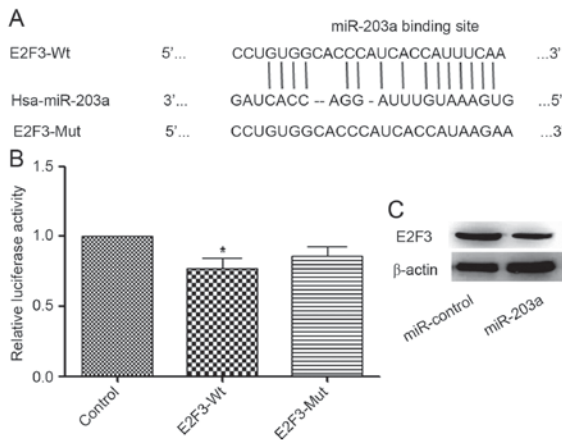 A
miR-203a binding site
E2F3-Wt 5'... CCUGUGGCACCCAUCACCAUUUCAA ...3'
Hsa-miR-203a 3'... GAUCACC -- AGG - AUUUGUAAAGUG ...5'
E2F3-Mut 5'... CCUGUGGCACCCAUCACCAUAAGAA ...3'
B
Relative luciferase activity
1.5
1.0
0.5
0.0
*
Control
E2F3-Wt
E2F3-Mut
C
E2F3
β-actin
miR-control
miR-203a